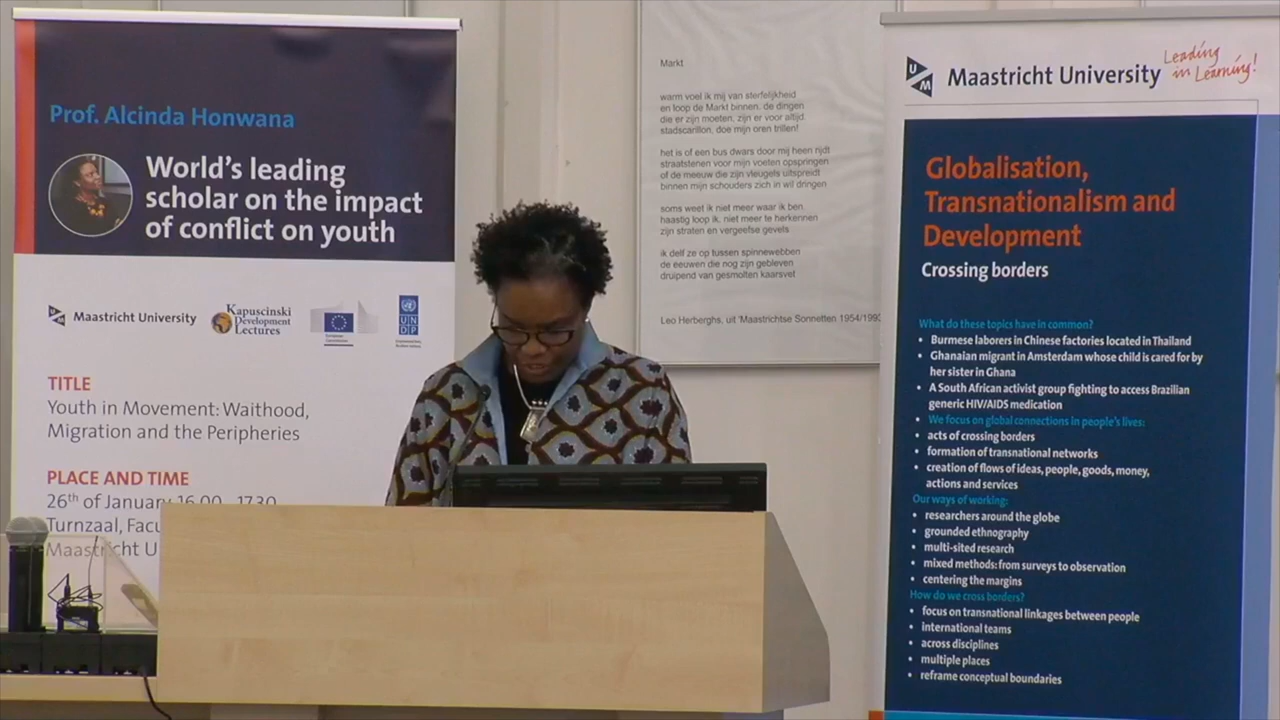 Prof. Alcinda Honwana
World's leading
scholar on the impact
of conflict on youth
Maastricht University
Kapuscinski
Development
Lectures
European
Commission
UN
DP
TITLE
Youth in Movement: Waithood,
Migration and the Peripheries
PLACE AND TIME
26th of January 16.00 - 17.30
Turnzaal,
Maastricht U
Markt
warm voel ik mij van sterfelijkheid
en loop de Markt binnen. de dingen
die er zijn moeten, zijn er voor altijd.
stadscarillon, doe mijn oren trillen!
het is of een bus dwars door mij heen rijdt
straatstenen voor mijn voeten opspringen
of de meeuw die zijn vleugels uitspreidt
binnen mijn schouders zich in wil dringen
soms weet ik niet meer waar ik ben.
haastig loop ik. niet meer te herkennen
zijn straten en vergeefse gevels
ik delf ze op tussen spinnewebben
de eeuwen die nog zijn gebleven
druipend van gesmolten kaarsvet
Leo Herberghs, uit 'Maastrichtse Sonnetten 1954/199
UM
Maastricht University
Leading
in Learning!
Globalisation,
Transnationalism and
Development
Crossing borders
What do these topics have in common?
• Burmese laborers in Chinese factories located in Thailand
• Ghanaian migrant in Amsterdam whose child is cared for by
her sister in Ghana
• A South African activist group fighting to access Brazilian
generic HIV/AIDS medication
• We focus on global connections in people's lives:
• acts of crossing borders
• formation of transnational networks
• creation of flows of ideas, people, goods, money,
actions and services
Our ways of working:
• researchers around the globe
• grounded ethnography
• multi-sited research
• mixed methods: from surveys to observation
• centering the margins
How do we cross borders?
• focus on transnational linkages between people
• international teams
• across disciplines
• multiple places
• reframe conceptual boundaries